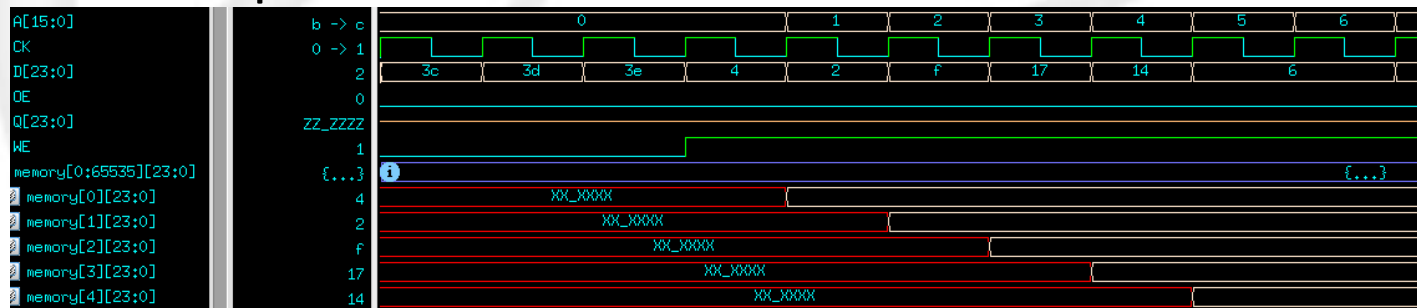 A[15:0] b -> c 0 1 2 3 4 5 6
CK 0 -> 1
D[23:0] 2 3c 3d 3e 4 2 f 17 14 6
OE 0
Q[23:0] ZZ_ZZZZ
WE 1
memory[0:65535][23:0] {...} i {...}
memory[0][23:0] 4 XX_XXXX
memory[1][23:0] 2 XX_XXXX
memory[2][23:0] f XX_XXXX
memory[3][23:0] 17 XX_XXXX
memory[4][23:0] 14 XX_XXXX